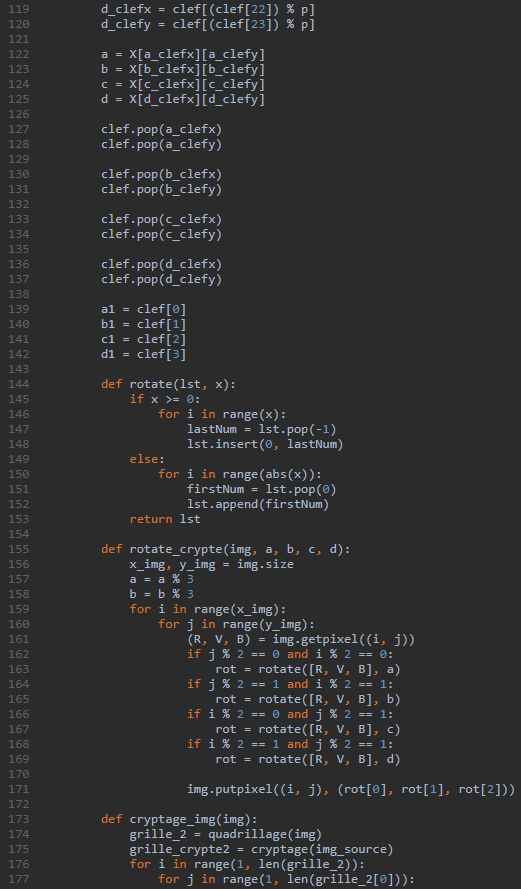 119 d_clefx = clef[(clef[22]) % p]
120 d_clefy = clef[(clef[23]) % p]
121
122 a = X[a_clefx][a_clefy]
123 b = X[b_clefx][b_clefy]
124 c = X[c_clefx][c_clefy]
125 d = X[d_clefx][d_clefy]
126
127 clef.pop(a_clefx)
128 clef.pop(a_clefy)
129
130 clef.pop(b_clefx)
131 clef.pop(b_clefy)
132
133 clef.pop(c_clefx)
134 clef.pop(c_clefy)
135
136 clef.pop(d_clefx)
137 clef.pop(d_clefy)
138
139 a1 = clef[0]
140 b1 = clef[1]
141 c1 = clef[2]
142 d1 = clef[3]
143
144 def rotate(lst, x):
145     if x >= 0:
146         for i in range(x):
147             lastNum = lst.pop(-1)
148             lst.insert(0, lastNum)
149     else:
150         for i in range(abs(x)):
151             firstNum = lst.pop(0)
152             lst.append(firstNum)
153     return lst
154
155 def rotate_crypte(img, a, b, c, d):
156     x_img, y_img = img.size
157     a = a % 3
158     b = b % 3
159     for i in range(x_img):
160         for j in range(y_img):
161             (R, V, B) = img.getpixel((i, j))
162             if j % 2 == 0 and i % 2 == 0:
163                 rot = rotate([R, V, B], a)
164             if j % 2 == 1 and i % 2 == 1:
165                 rot = rotate([R, V, B], b)
166             if i % 2 == 0 and j % 2 == 1:
167                 rot = rotate([R, V, B], c)
168             if i % 2 == 1 and j % 2 == 1:
169                 rot = rotate([R, V, B], d)
170
171             img.putpixel((i, j), (rot[0], rot[1], rot[2]))
172
173 def cryptage_img(img):
174     grille_2 = quadrillage(img)
175     grille_crypte2 = cryptage(img_source)
176     for i in range(1, len(grille_2)):
177         for j in range(1, len(grille_2[0])):